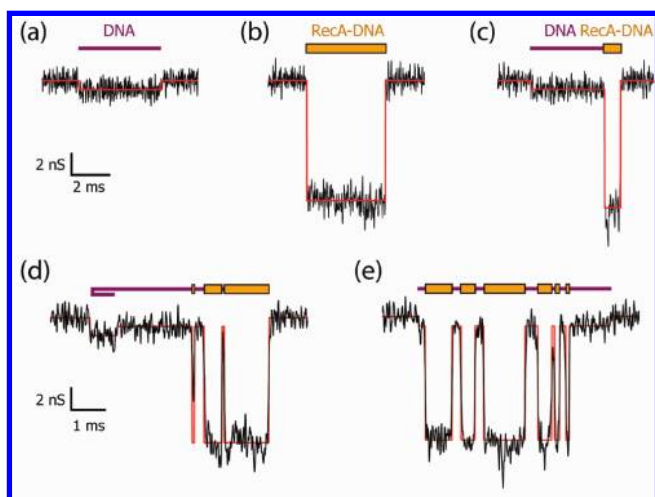 (a) DNA
(b) RecA-DNA
(c) DNA RecA-DNA
2 nS
2 ms
(d)
(e)
2 nS
1 ms